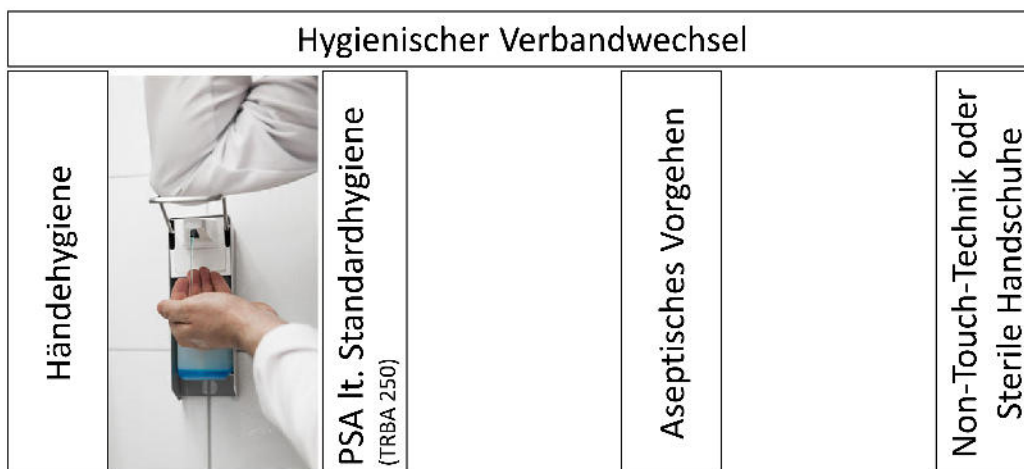 Hygienischer Verbandwechsel
Händehygiene
PSA lt. Standardhygiene
(TRBA 250)
Aseptisches Vorgehen
Non-Touch-Technik oder
Sterile Handschuhe